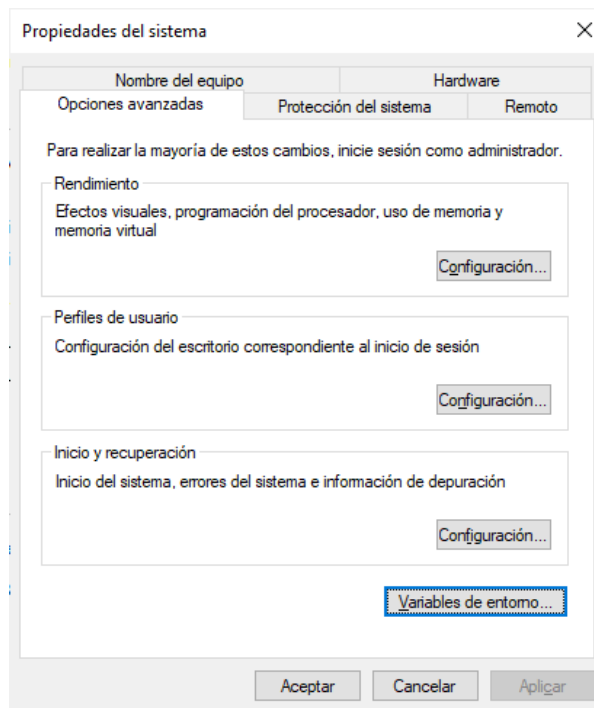 Propiedades del sistema
Nombre del equipo
Hardware
Opciones avanzadas
Protección del sistema
Remoto
Para realizar la mayoría de estos cambios, inicie sesión como administrador.
Rendimiento
Efectos visuales, programación del procesador, uso de memoria y
memoria virtual
Configuración...
Perfiles de usuario
Configuración del escritorio correspondiente al inicio de sesión
Configuración...
Inicio y recuperación
Inicio del sistema, errores del sistema e información de depuración
Configuración...
Variables de entorno...
Aceptar
Cancelar
Aplicar